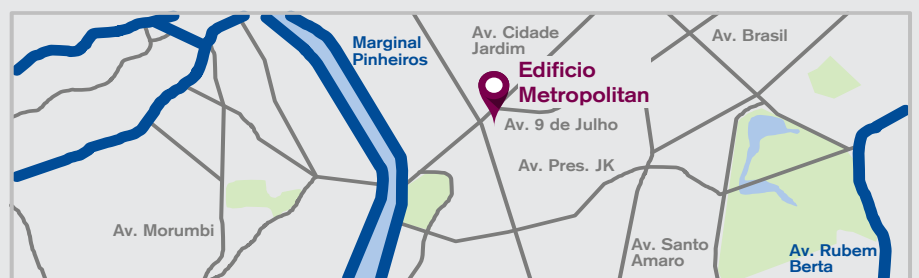 Marginal
Pinheiros
Av. Cidade
Jardim
Av. Brasil
Edificio
Metropolitan
Av. 9 de Julho
Av. Pres. JK
Av. Morumbi
Av. Santo
Amaro
Av. Rubem
Berta